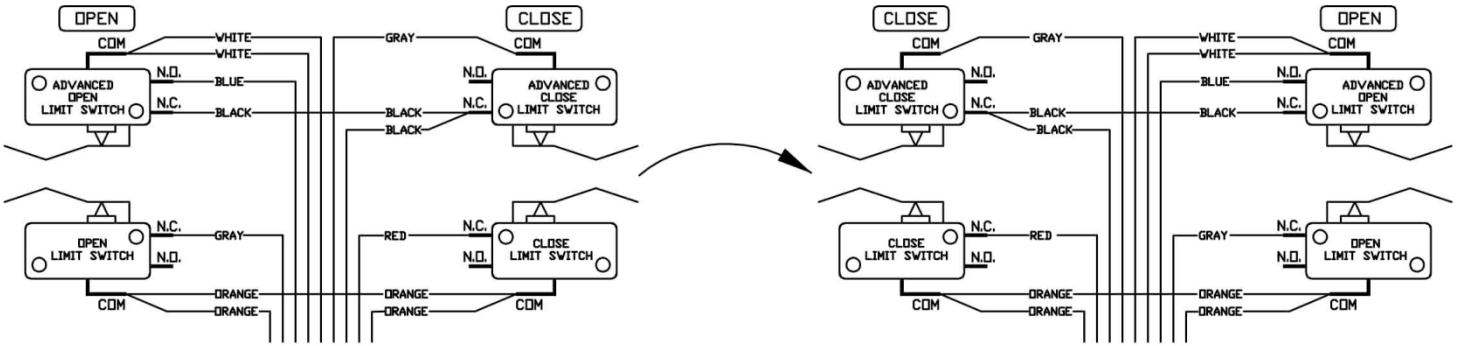 OPEN CLOSE CLOSE OPEN
COM WHITE GRAY COM COM GRAY WHITE COM
WHITE WHITE
ADVANCED OPEN LIMIT SWITCH N.O. BLUE N.O. ADVANCED CLOSE LIMIT SWITCH ADVANCED CLOSE LIMIT SWITCH N.O. BLUE N.O. ADVANCED OPEN LIMIT SWITCH
N.C. BLACK BLACK N.C. N.C. BLACK BLACK N.C.
BLACK BLACK
OPEN LIMIT SWITCH N.C. GRAY RED N.C. CLOSE LIMIT SWITCH CLOSE LIMIT SWITCH N.C. RED GRAY N.C. OPEN LIMIT SWITCH
N.O. N.O. N.O. N.O.
COM ORANGE ORANGE COM COM ORANGE ORANGE COM
ORANGE ORANGE ORANGE ORANGE